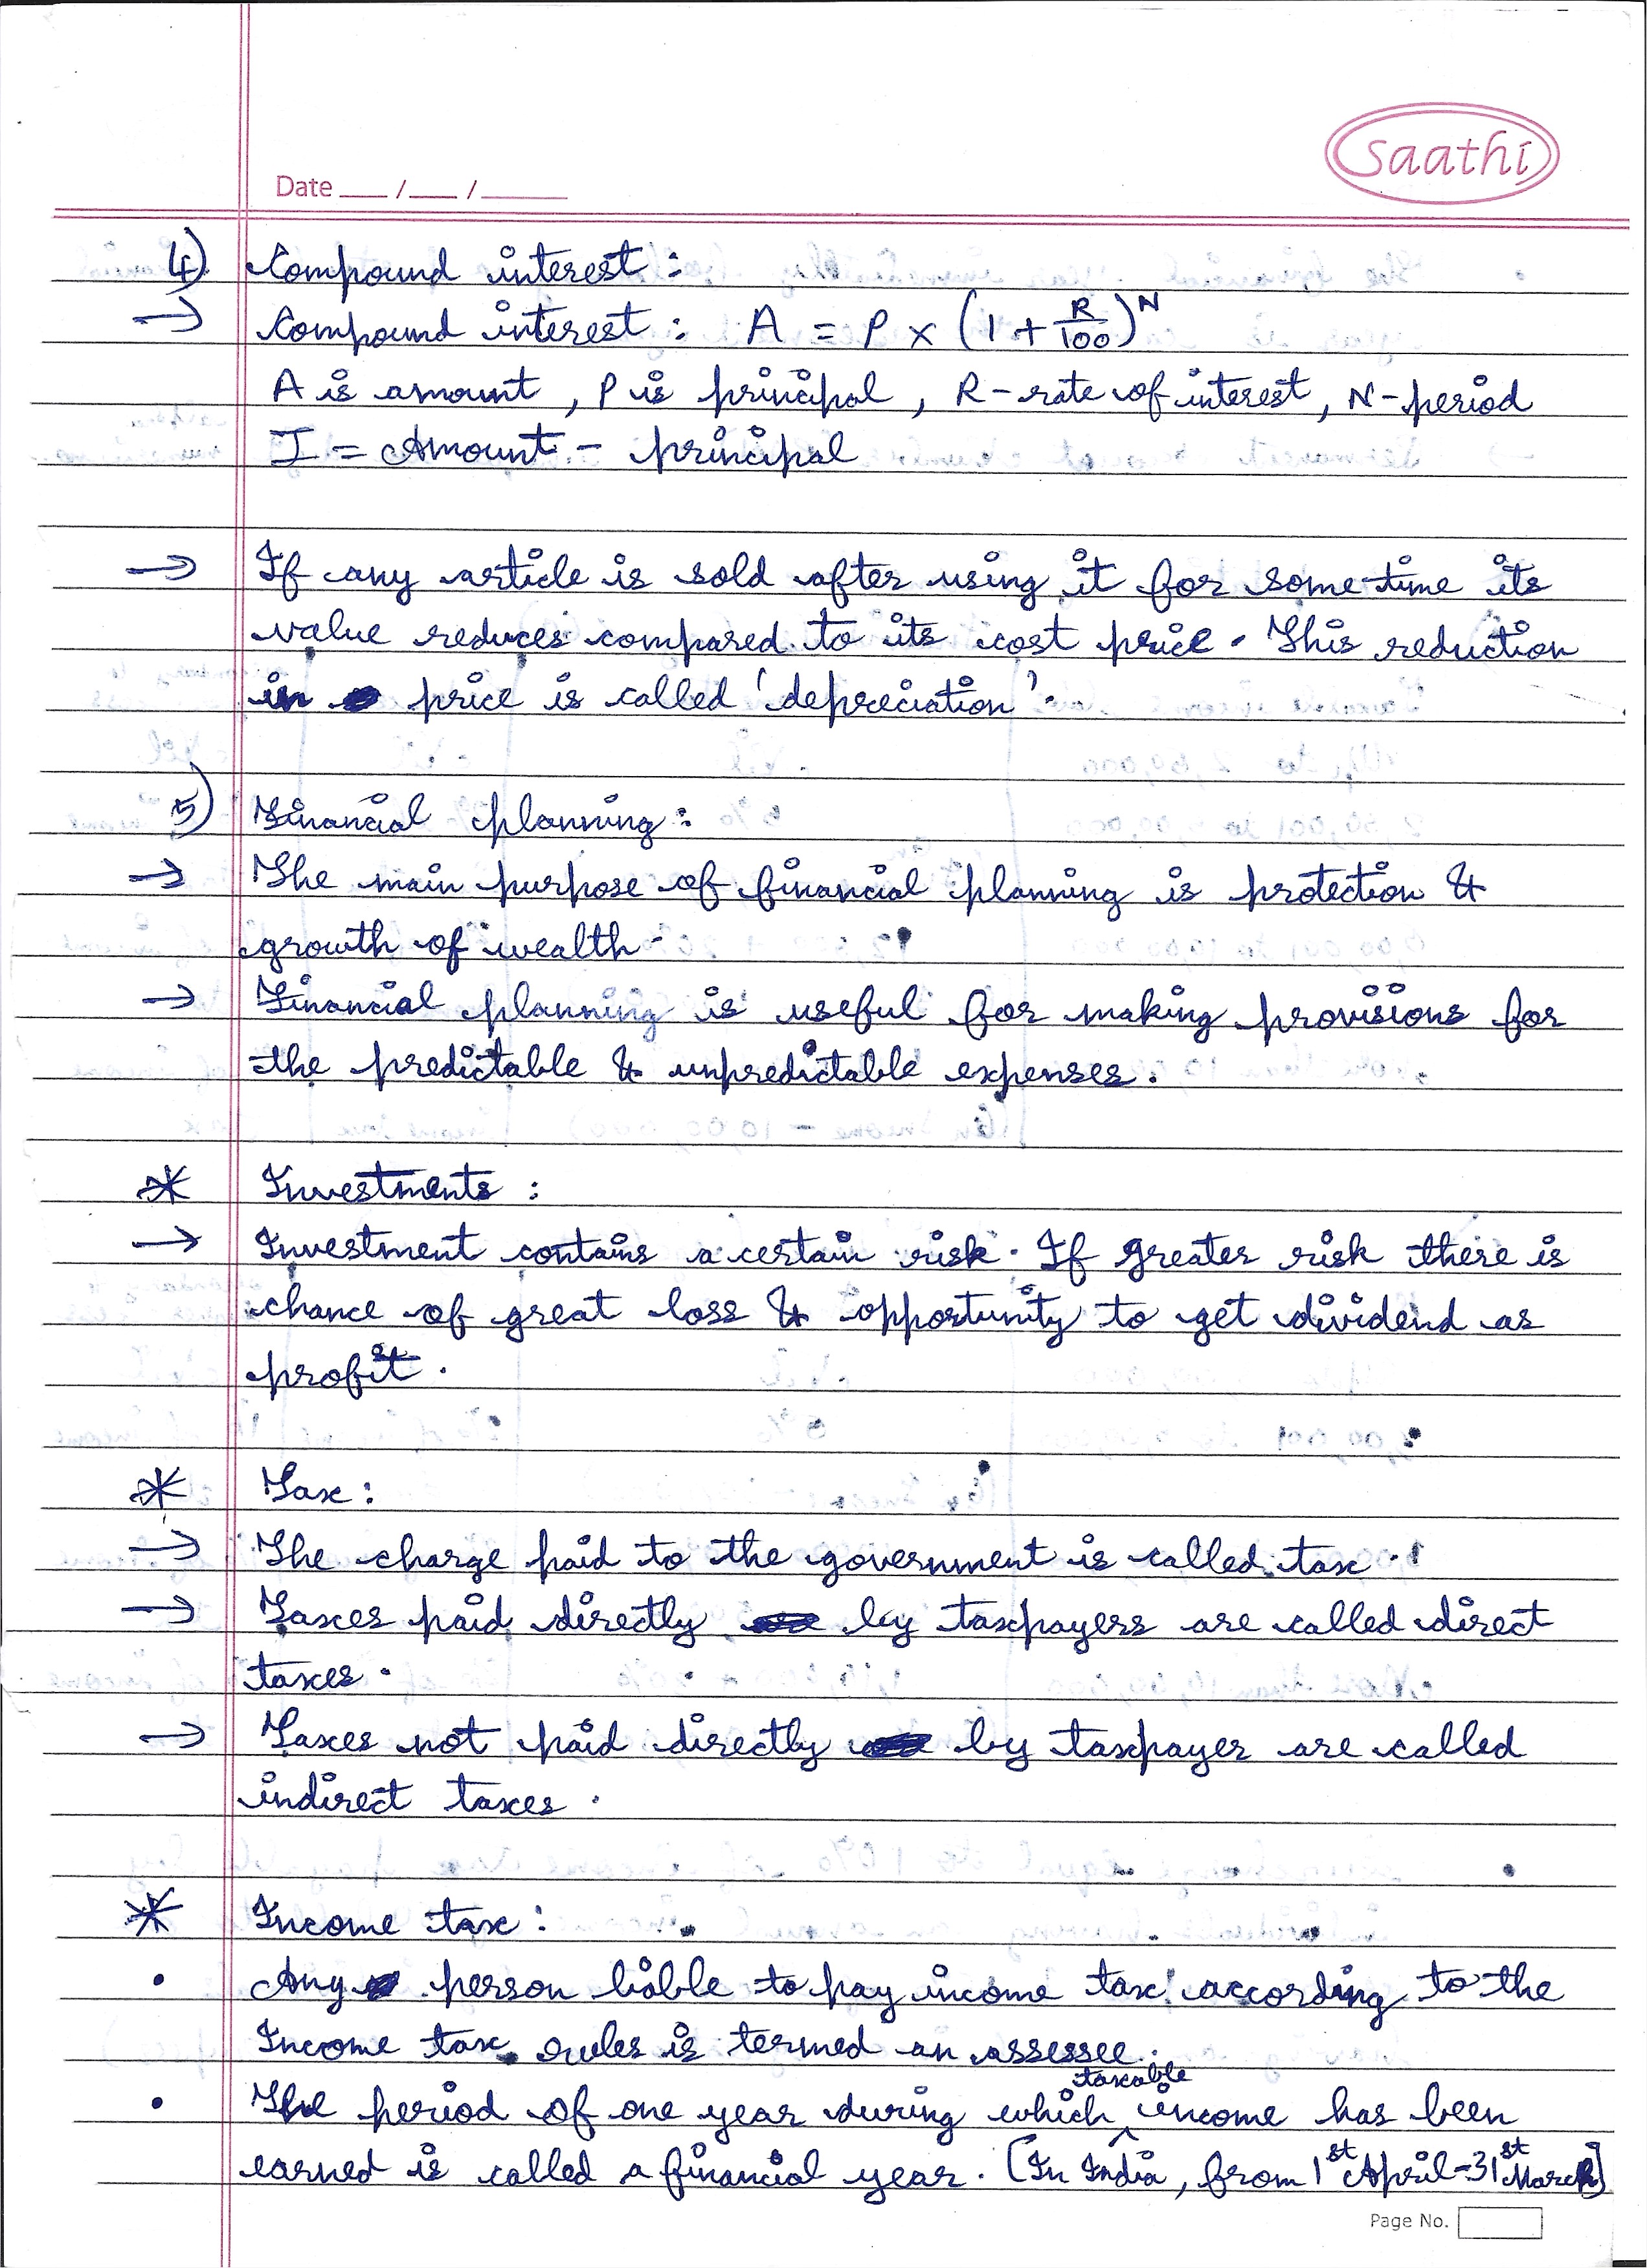 saathi
Date ___/___/______
4) Compound interest :
→ Compound interest : A = P × (1 + R/100)^N
A is amount, P is principal, R - rate of interest, N - period
I = Amount - principal
→ If any article is sold after using it for some time its
value reduces compared to its cost price. This reduction
in price is called 'depreciation'.
5) Financial planning :
→ The main purpose of financial planning is protection &
growth of wealth.
→ Financial planning is useful for making provisions for
the predictable & unpredictable expenses.
* Investments :
→ Investment contains a certain risk. If greater risk there is
chance of great loss & opportunity to get dividend as
profit.
* Tax :
→ The charge paid to the government is called tax.
→ Taxes paid directly by taxpayers are called direct
taxes.
→ Taxes not paid directly by taxpayer are called
indirect taxes.
* Income tax :
• Any person liable to pay income tax according to the
Income tax rules is termed an assessee.
• The period of one year during which taxable income has been
earned is called a financial year. [In India, from 1st April - 31st March]
Page No.